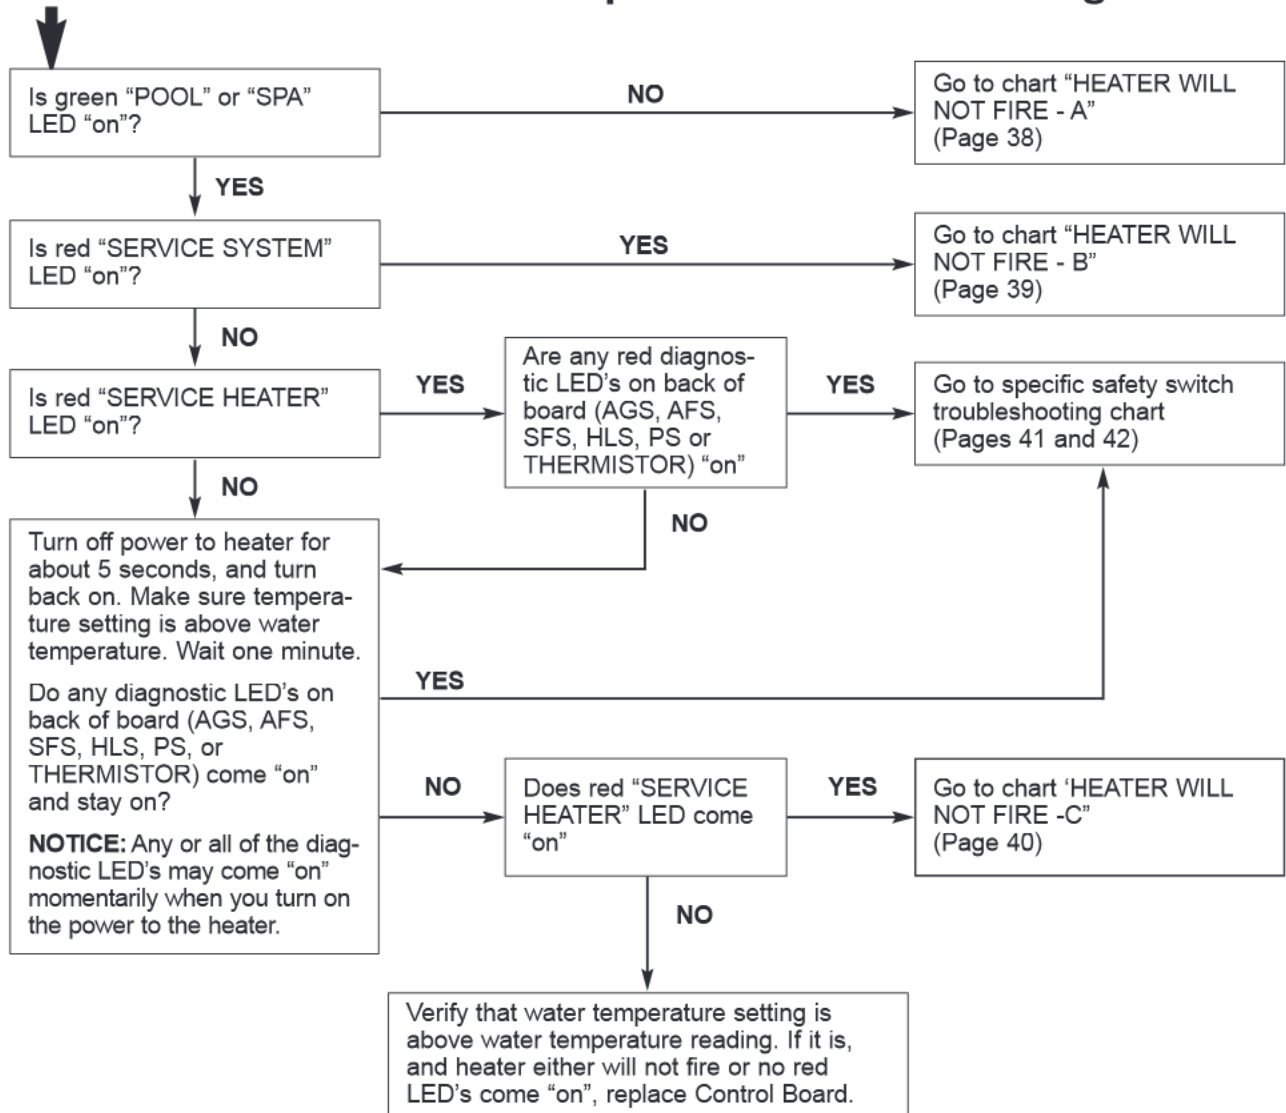 Is green “POOL” or “SPA”
LED “on”?
NO
Go to chart “HEATER WILL
NOT FIRE - A”
(Page 38)
YES
Is red “SERVICE SYSTEM”
LED “on”?
YES
Go to chart “HEATER WILL
NOT FIRE - B”
(Page 39)
NO
Is red “SERVICE HEATER”
LED “on”?
YES
Are any red diagnos-
tic LED's on back of
board (AGS, AFS,
SFS, HLS, PS or
THERMISTOR) “on”
YES
Go to specific safety switch
troubleshooting chart
(Pages 41 and 42)
NO
NO
Turn off power to heater for
about 5 seconds, and turn
back on. Make sure tempera-
ture setting is above water
temperature. Wait one minute.
Do any diagnostic LED's on
back of board (AGS, AFS,
SFS, HLS, PS, or
THERMISTOR) come “on”
and stay on?
NOTICE: Any or all of the diag-
nostic LED's may come “on”
momentarily when you turn on
the power to the heater.
YES
NO
Does red “SERVICE
HEATER” LED come
“on”
YES
Go to chart ‘HEATER WILL
NOT FIRE -C”
(Page 40)
NO
Verify that water temperature setting is
above water temperature reading. If it is,
and heater either will not fire or no red
LED's come “on”, replace Control Board.